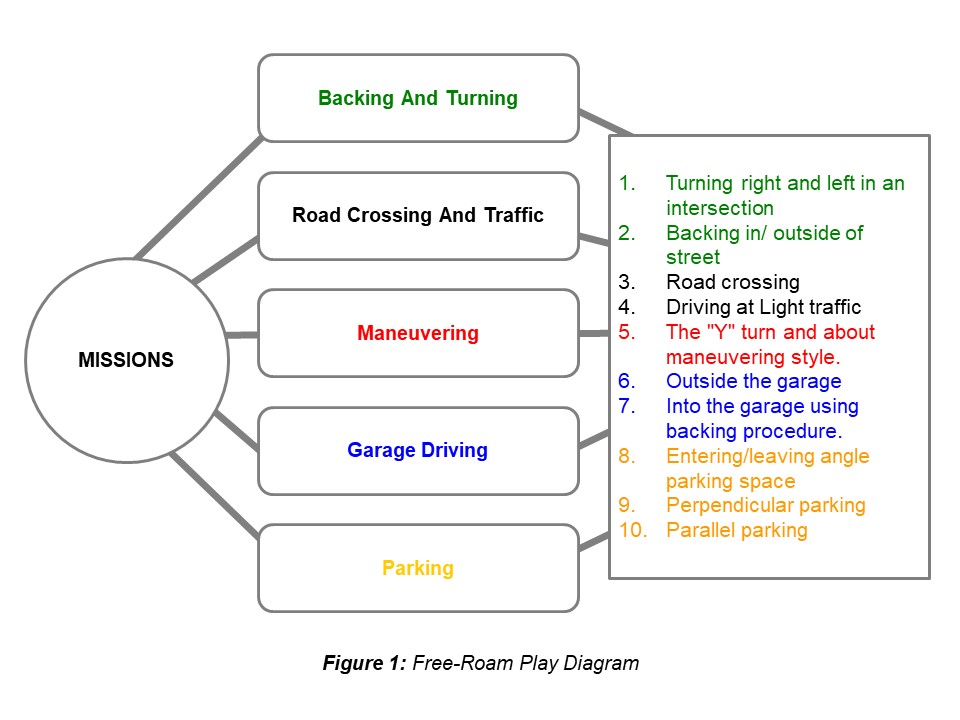 Backing And Turning
Road Crossing And Traffic
Maneuvering
Garage Driving
Parking
MISSIONS
1. Turning right and left in an
intersection
2. Backing in/ outside of
street
3. Road crossing
4. Driving at Light traffic
5. The "Y" turn and about
maneuvering style.
6. Outside the garage
7. Into the garage using
backing procedure.
8. Entering/leaving angle
parking space
9. Perpendicular parking
10. Parallel parking
Figure 1: Free-Roam Play Diagram